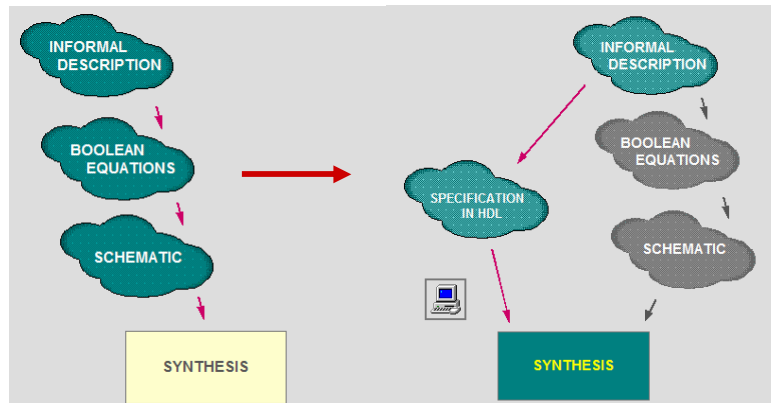 INFORMAL
DESCRIPTION
BOOLEAN
EQUATIONS
SCHEMATIC
SYNTHESIS
INFORMAL
DESCRIPTION
BOOLEAN
EQUATIONS
SPECIFICATION
IN HDL
SCHEMATIC
SYNTHESIS